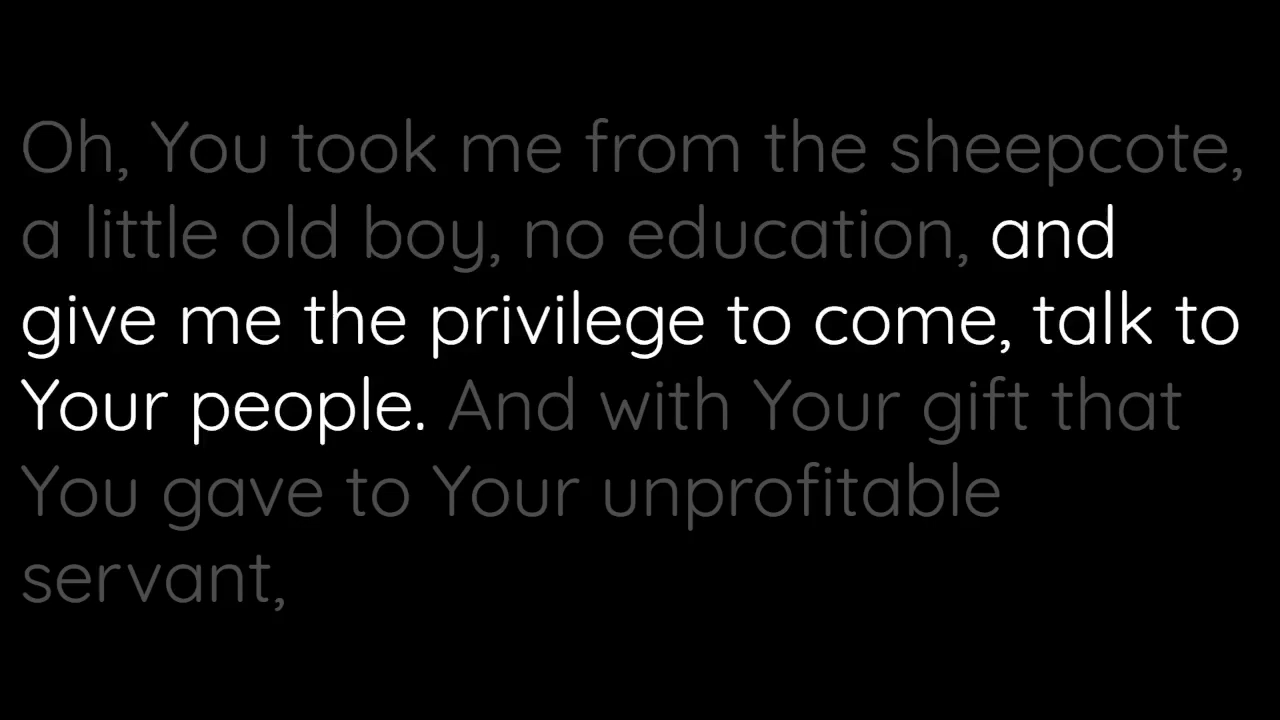 Oh, You took me from the sheepcote,
a little old boy, no education, and
give me the privilege to come, talk to
Your people. And with Your gift that
You gave to Your unprofitable
servant,